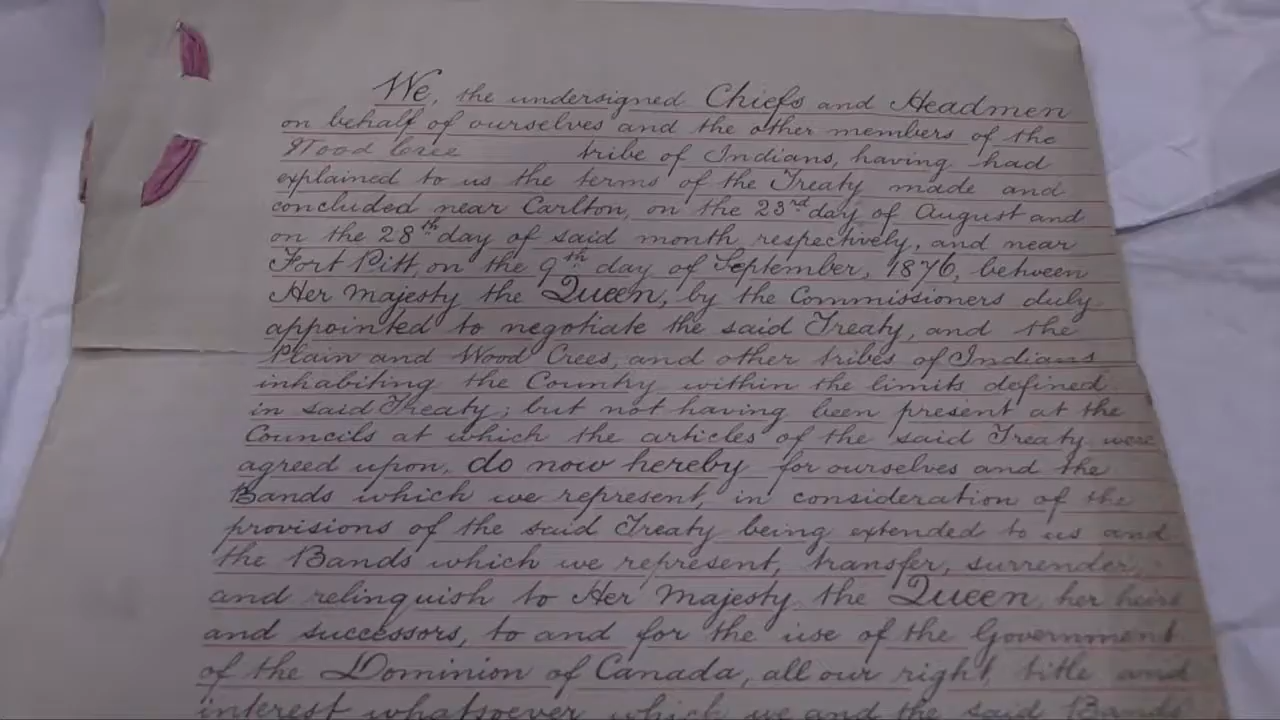 We, the undersigned Chiefs and Headmen
on behalf of ourselves and the other members of the
Wood Cree tribe of Indians, having had
explained to us the terms of the Treaty made and
concluded near Carlton, on the 23rd day of August and
on the 28th day of said month, respectively, and near
Fort Pitt, on the 9th day of September, 1876, between
Her Majesty the Queen, by the Commissioners duly
appointed to negotiate the said Treaty, and the
Plain and Wood Crees, and other tribes of Indians
inhabiting the Country within the limits defined
in said Treaty; but not having been present at the
Councils at which the articles of the said Treaty were
agreed upon, do now hereby for ourselves and the
Bands which we represent, in consideration of the
provisions of the said Treaty being extended to us and
the Bands which we represent, transfer, surrender,
and relinquish to Her Majesty the Queen, her heirs
and successors, to and for the use of the Government
of the Dominion of Canada, all our right, title and
interest whatsoever which we and the said Bands